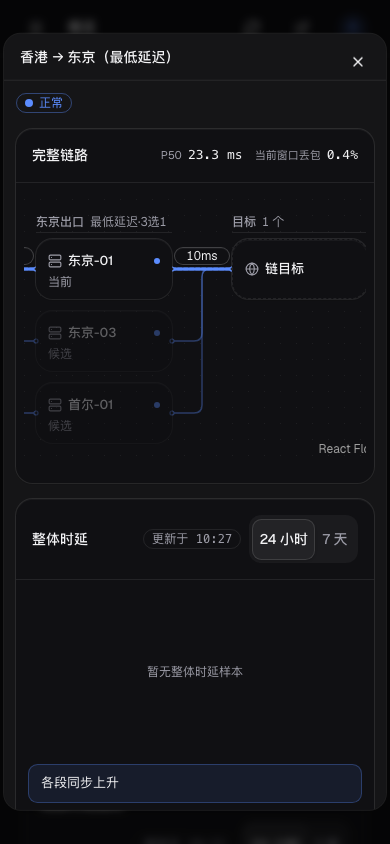 香港 → 东京（最低延迟）
正常
完整链路 P50 23.3 ms 当前窗口丢包 0.4%
东京出口 最低延迟·3选1 目标 1 个
东京-01 10ms 链目标
当前
东京-03
候选
首尔-01
候选
React Flo
整体时延 更新于 10:27 24 小时 7 天
暂无整体时延样本
各段同步上升